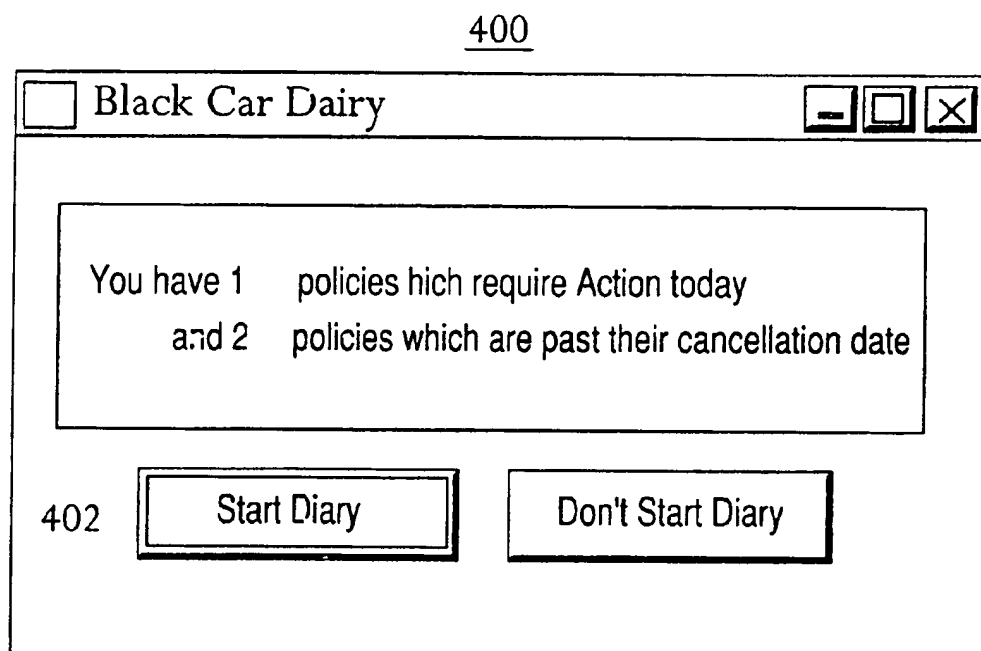 400
Black Car Dairy
You have 1 policies hich require Action today
and 2 policies which are past their cancellation date
402 Start Diary Don't Start Diary